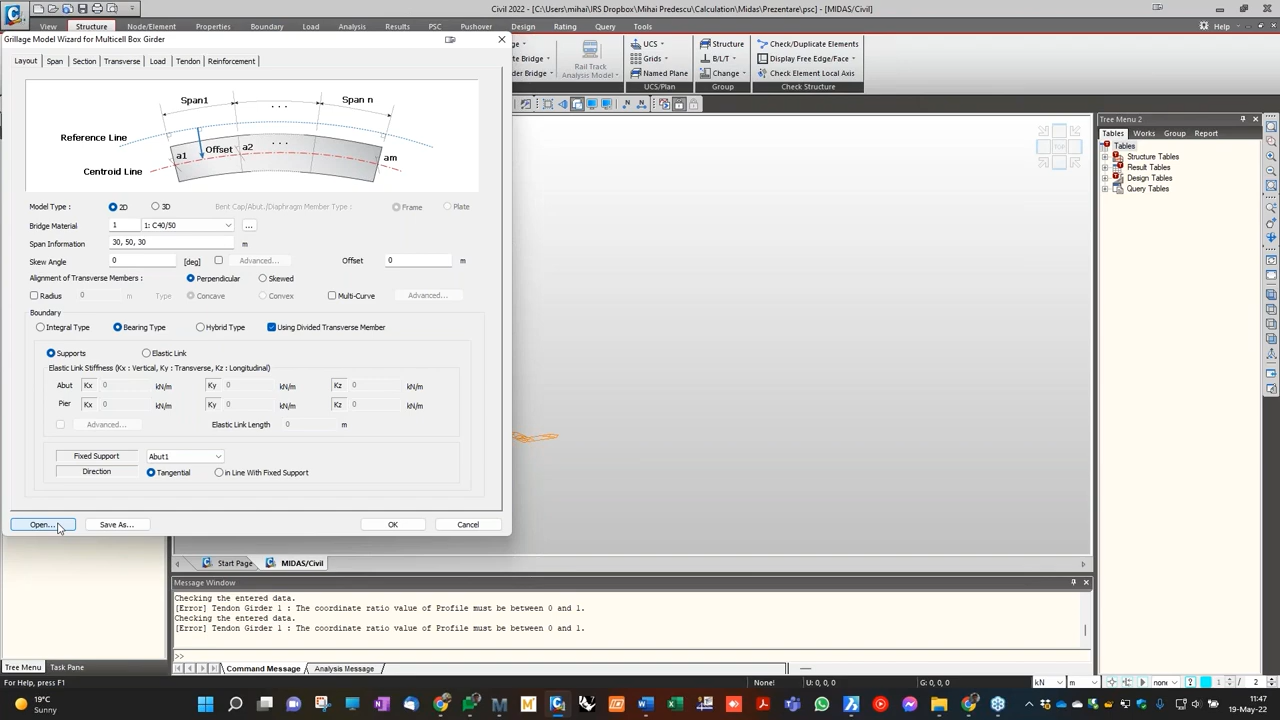 Civil 2022 - [C:\Users\mihai\IRS Dropbox\Mihai Predescu\Calculation\Midas\Prezentare\psc] - [MIDAS/Civil]
View Structure Node/Element Properties Boundary Load Analysis Results PSC Pushover Design Rating Query Tools Help
Grillage Model Wizard for Multicell Box Girder
Layout Span Section Transverse Load Tendon Reinforcement
Bridge
Bridge
Rail Track
Analysis Model
UCS
Grids
Named Plane
UCS/Plan
Structure
B/L/T
Change
Group
Check/Duplicate Elements
Display Free Edge/Face
Check Element Local Axis
Check Structure
Span1 . . . Span n
Reference Line
a1 Offset a2 . . . am
Centroid Line
Model Type : 2D 3D Bent Cap/Abut./Diaphragm Member Type : Frame Plate
Bridge Material 1 1: C40/50 ...
Span Information 30, 50, 30 m
Skew Angle 0 [deg] Advanced... Offset 0 m
Alignment of Transverse Members : Perpendicular Skewed
Radius 0 m Type Concave Convex Multi-Curve Advanced...
Boundary
Integral Type Bearing Type Hybrid Type Using Divided Transverse Member
Supports Elastic Link
Elastic Link Stiffness (Kx : Vertical, Ky : Transverse, Kz : Longitudinal)
Abut Kx 0 kN/m Ky 0 kN/m Kz 0 kN/m
Pier Kx 0 kN/m Ky 0 kN/m Kz 0 kN/m
Advanced... Elastic Link Length 0 m
Fixed Support Abut1
Direction Tangential in Line With Fixed Support
Open... Save As... OK Cancel
TOP
Tree Menu 2
Tables Works Group Report
Tables
Structure Tables
Result Tables
Design Tables
Query Tables
Start Page MIDAS/Civil
Message Window
Checking the entered data.
[Error] Tendon Girder 1 : The coordinate ratio value of Profile must be between 0 and 1.
Checking the entered data.
[Error] Tendon Girder 1 : The coordinate ratio value of Profile must be between 0 and 1.
>>
Tree Menu Task Pane Command Message Analysis Message
For Help, press F1 None! U: 0, 0, 0 G: 0, 0, 0 kN m none 1 / 2
19°C
Sunny
11:47
19-May-22